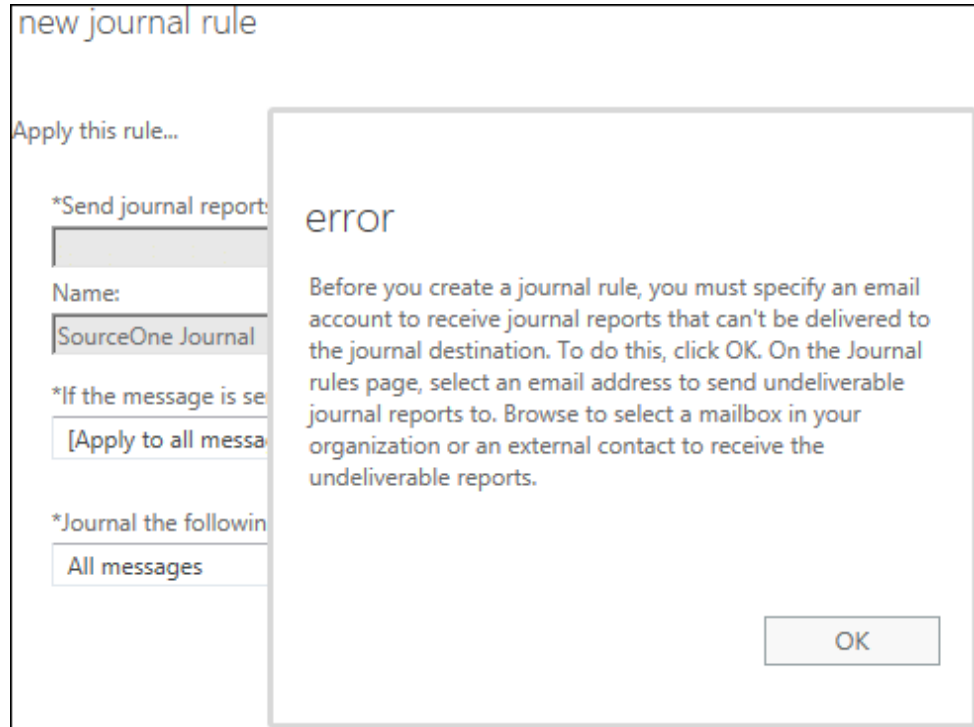 new journal rule
Apply this rule...
*Send journal reports
Name:
SourceOne Journal
*If the message is se
[Apply to all messa
*Journal the followin
All messages
error
Before you create a journal rule, you must specify an email
account to receive journal reports that can't be delivered to
the journal destination. To do this, click OK. On the Journal
rules page, select an email address to send undeliverable
journal reports to. Browse to select a mailbox in your
organization or an external contact to receive the
undeliverable reports.
OK